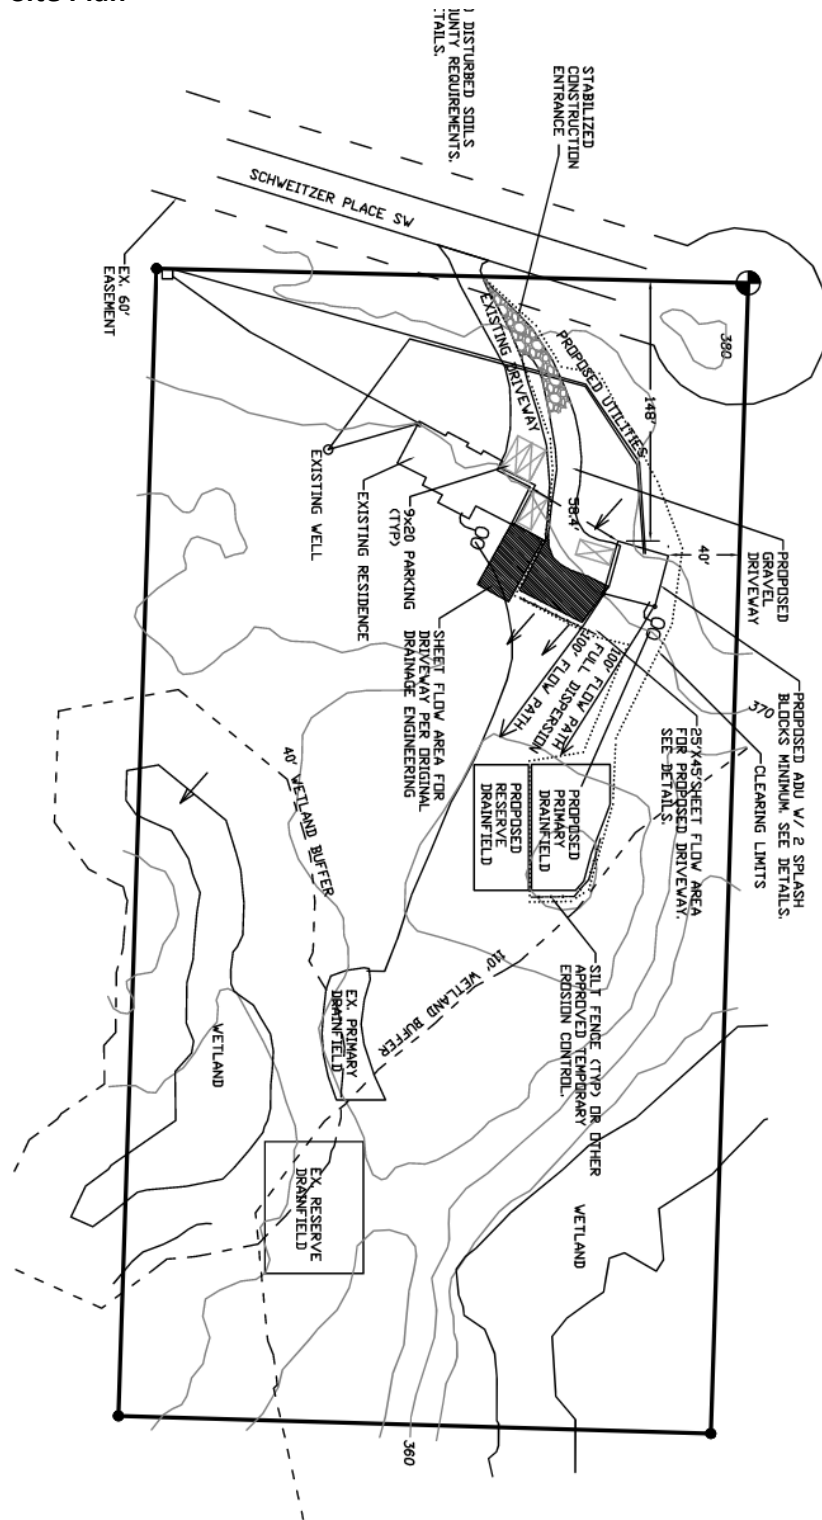 Site Plan
DISTURBED SOILS
UNTY REQUIREMENTS.
TAILS.
STABILIZED
CONSTRUCTION
ENTRANCE
SCHWEITZER PLACE SW
EX. 60'
EASEMENT
380
EXISTING DRIVEWAY
PROPOSED UTILITIES
148'
58.4'
40'
PROPOSED
GRAVEL
DRIVEWAY
EXISTING WELL
EXISTING RESIDENCE
9x20 PARKING
(TYP)
SHEET FLOW AREA FOR
DRIVEWAY PER ORIGINAL
DRAINAGE ENGINEERING
100' FLOW PATH
FULL DISPERSION
100' FLOW PATH
370
PROPOSED ADU W/ 2 SPLASH
BLOCKS MINIMUM. SEE DETAILS.
CLEARING LIMITS
25'X45' SHEET FLOW AREA
FOR PROPOSED DRIVEWAY.
SEE DETAILS.
PROPOSED
PRIMARY
DRAINFIELD
PROPOSED
RESERVE
DRAINFIELD
40' WETLAND BUFFER
110' WETLAND BUFFER
SILT FENCE (TYP) OR OTHER
APPROVED TEMPORARY
EROSION CONTROL.
EX. PRIMARY
DRAINFIELD
WETLAND
EX. RESERVE
DRAINFIELD
WETLAND
360